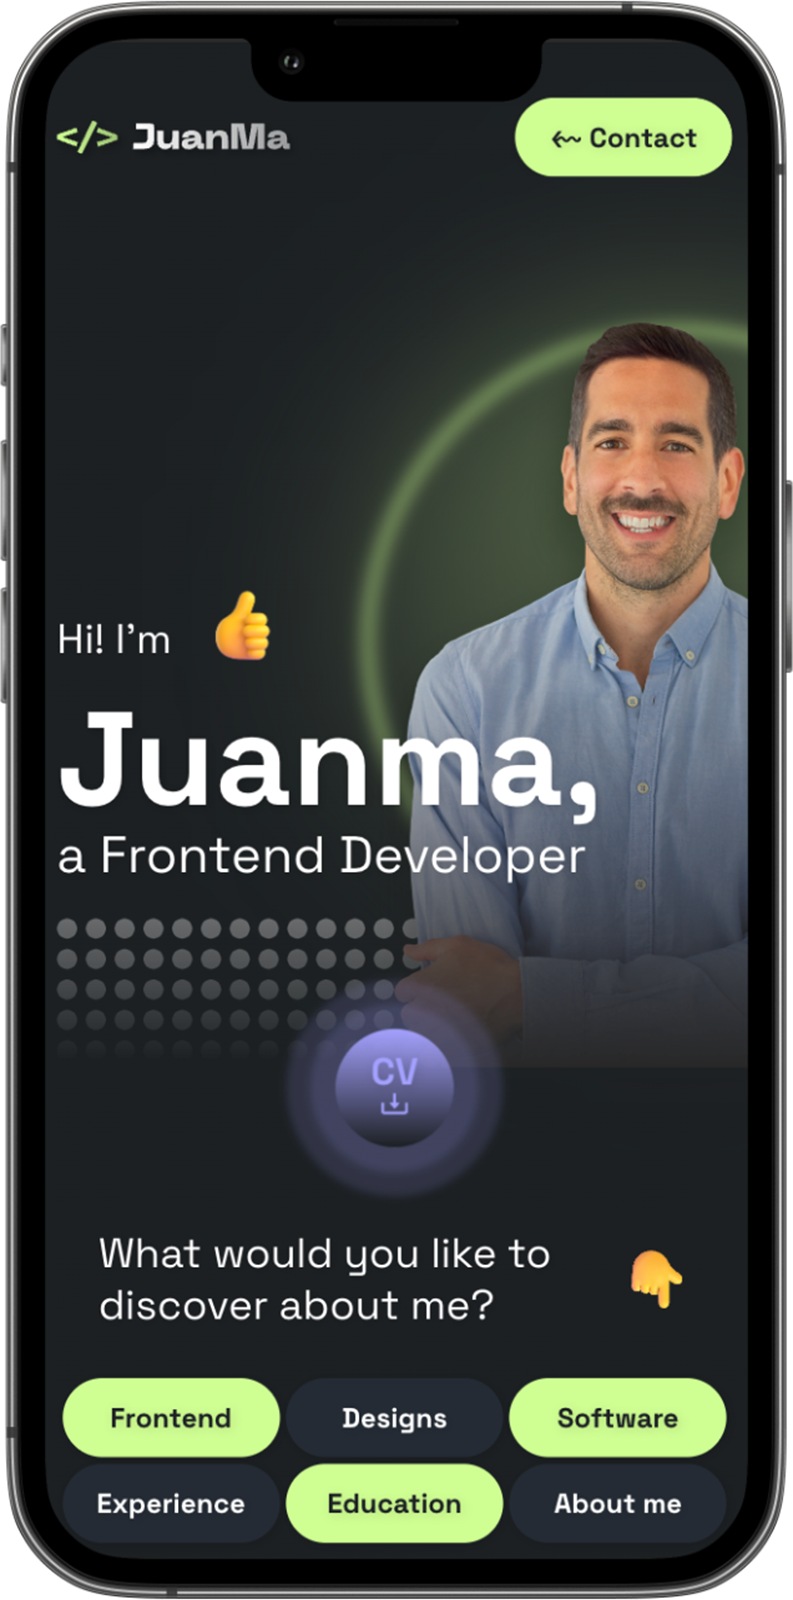 </> JuanMa
Contact
Hi! I'm
Juanma,
a Frontend Developer
CV
What would you like to
discover about me?
Frontend
Designs
Software
Experience
Education
About me